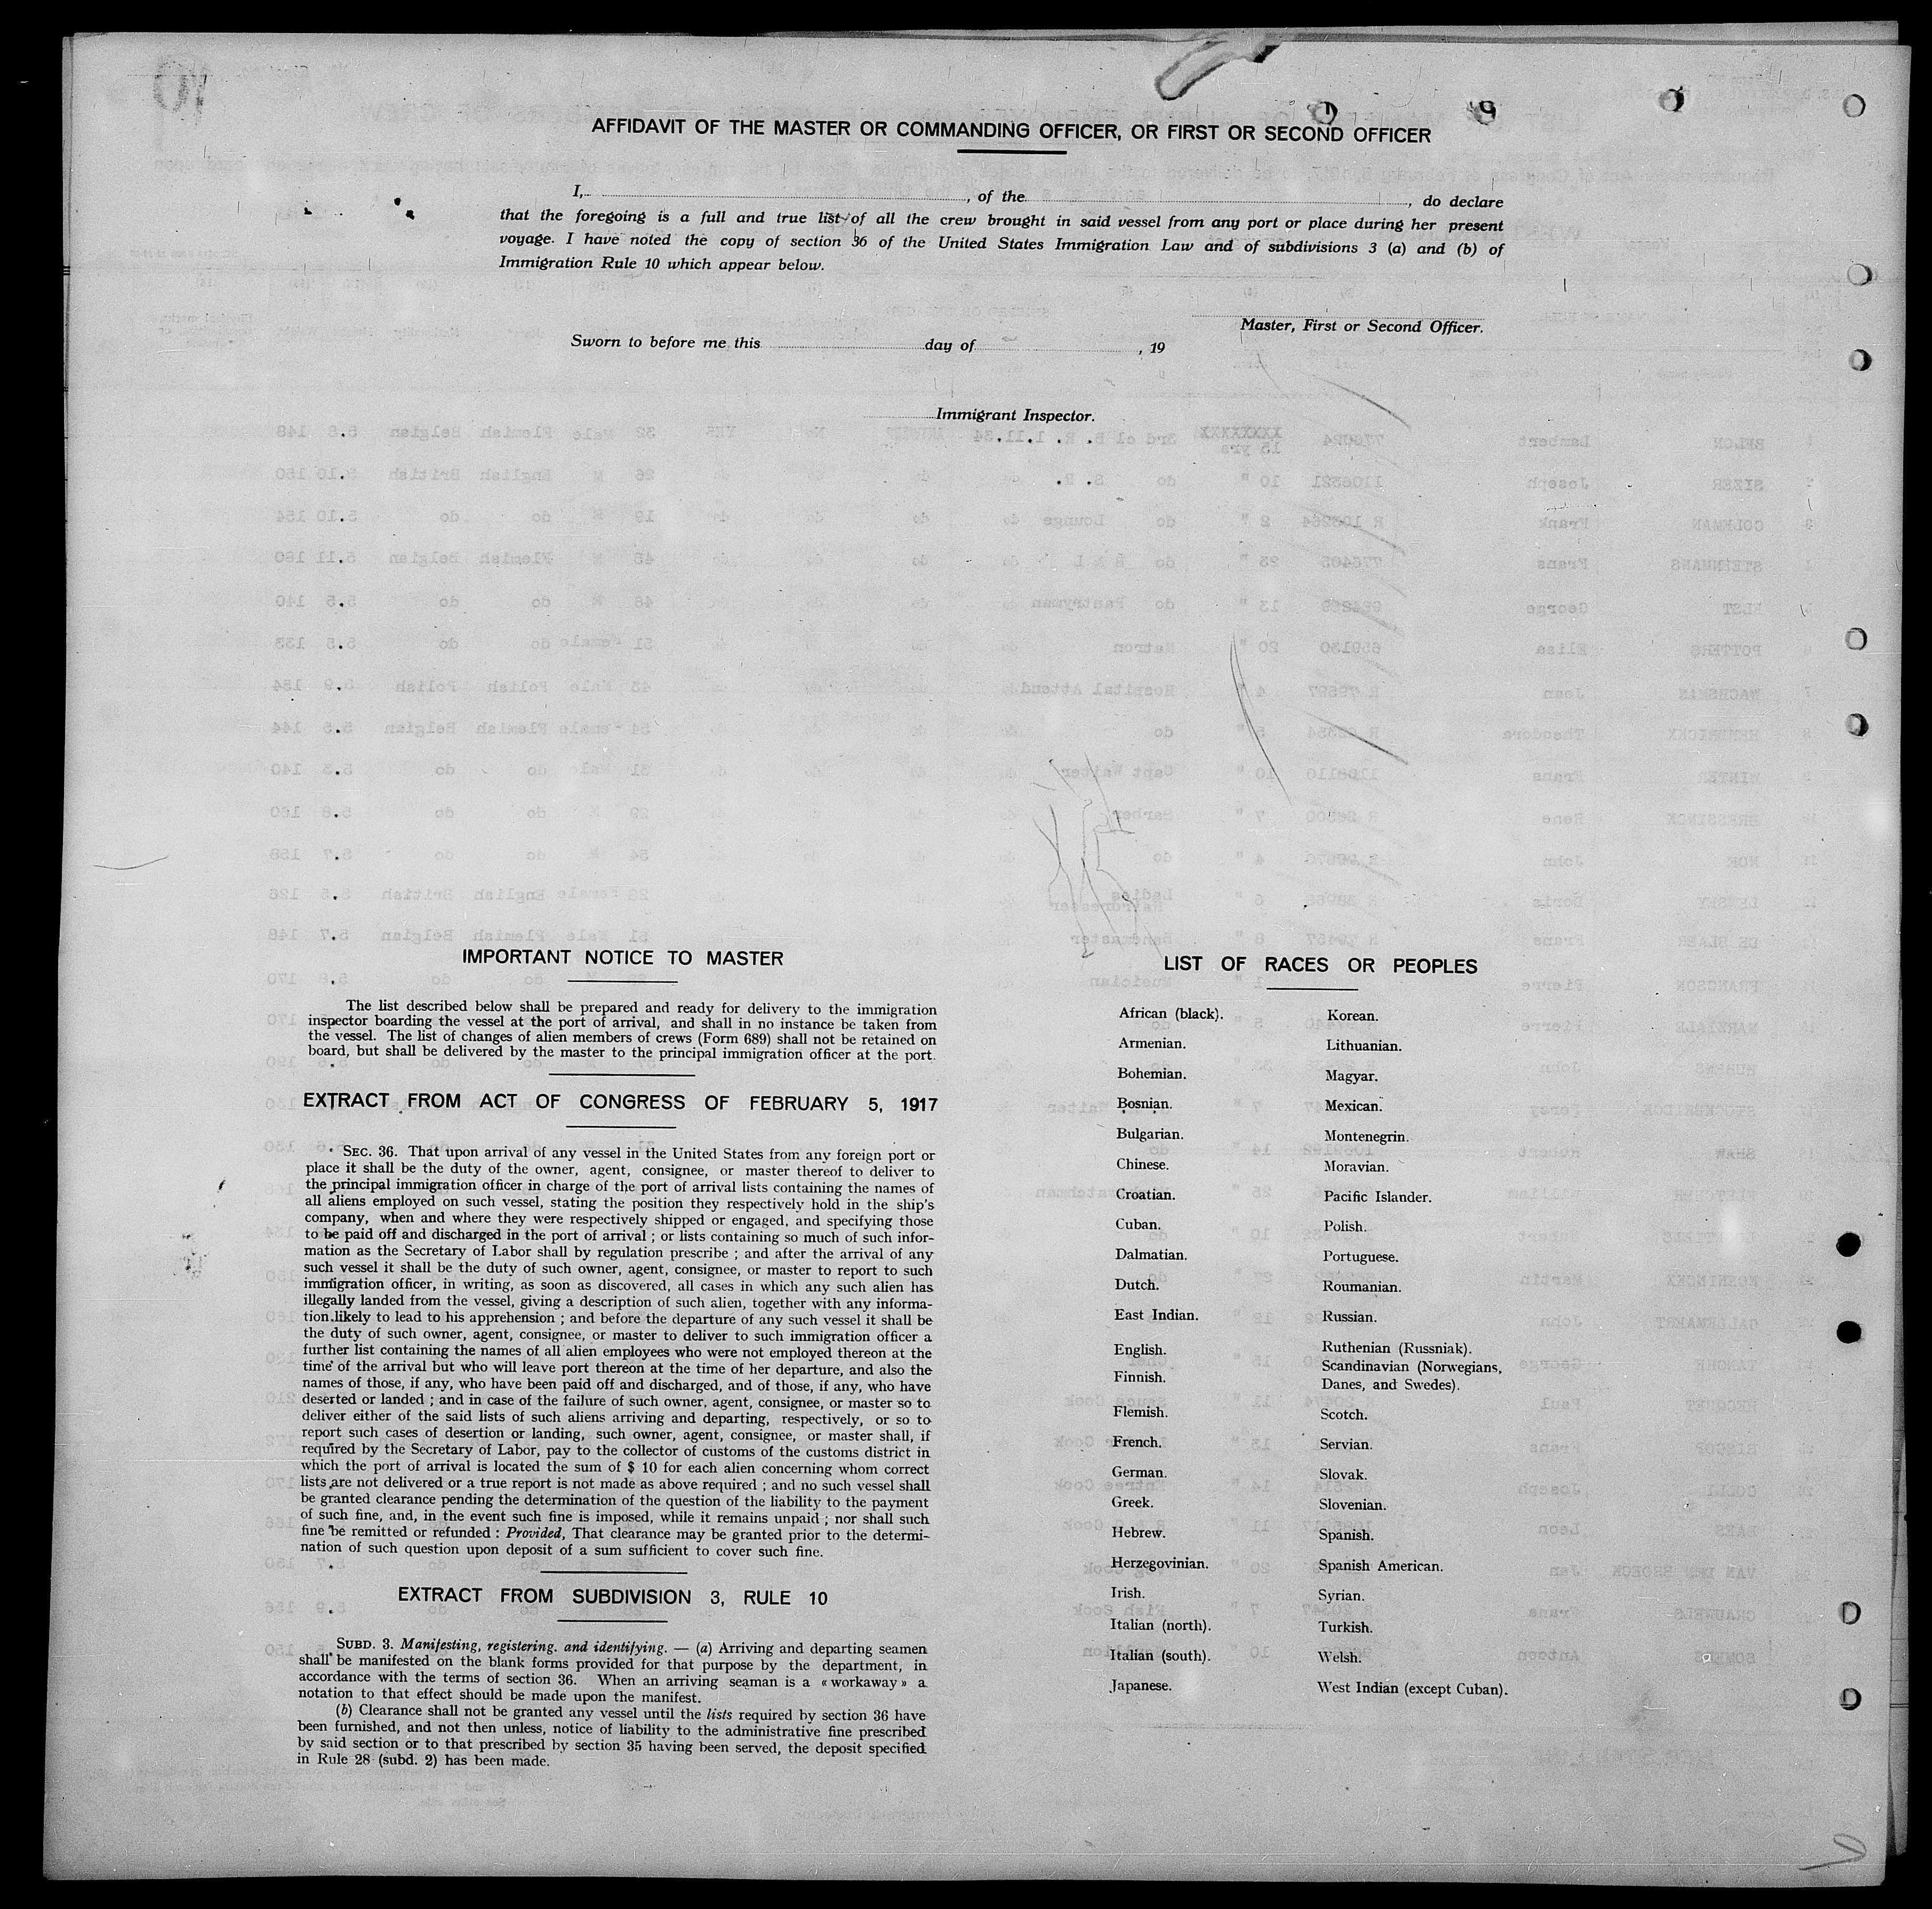 AFFIDAVIT OF THE MASTER OR COMMANDING OFFICER, OR FIRST OR SECOND OFFICER
I, , of the , do declare
that the foregoing is a full and true list of all the crew brought in said vessel from any port or place during her present
voyage. I have noted the copy of section 36 of the United States Immigration Law and of subdivisions 3 (a) and (b) of
Immigration Rule 10 which appear below.
Master, First or Second Officer.
Sworn to before me this day of , 19
Immigrant Inspector.
IMPORTANT NOTICE TO MASTER
The list described below shall be prepared and ready for delivery to the immigration
inspector boarding the vessel at the port of arrival, and shall in no instance be taken from
the vessel. The list of changes of alien members of crews (Form 689) shall not be retained on
board, but shall be delivered by the master to the principal immigration officer at the port.
EXTRACT FROM ACT OF CONGRESS OF FEBRUARY 5, 1917
SEC. 36. That upon arrival of any vessel in the United States from any foreign port or
place it shall be the duty of the owner, agent, consignee, or master thereof to deliver to
the principal immigration officer in charge of the port of arrival lists containing the names of
all aliens employed on such vessel, stating the position they respectively hold in the ship's
company, when and where they were respectively shipped or engaged, and specifying those
to be paid off and discharged in the port of arrival ; or lists containing so much of such infor-
mation as the Secretary of Labor shall by regulation prescribe ; and after the arrival of any
such vessel it shall be the duty of such owner, agent, consignee, or master to report to such
immigration officer, in writing, as soon as discovered, all cases in which any such alien has
illegally landed from the vessel, giving a description of such alien, together with any informa-
tion likely to lead to his apprehension ; and before the departure of any such vessel it shall be
the duty of such owner, agent, consignee, or master to deliver to such immigration officer a
further list containing the names of all alien employees who were not employed thereon at the
time of the arrival but who will leave port thereon at the time of her departure, and also the
names of those, if any, who have been paid off and discharged, and of those, if any, who have
deserted or landed ; and in case of the failure of such owner, agent, consignee, or master so to
deliver either of the said lists of such aliens arriving and departing, respectively, or so to
report such cases of desertion or landing, such owner, agent, consignee, or master shall, if
required by the Secretary of Labor, pay to the collector of customs of the customs district in
which the port of arrival is located the sum of $ 10 for each alien concerning whom correct
lists are not delivered or a true report is not made as above required ; and no such vessel shall
be granted clearance pending the determination of the question of the liability to the payment
of such fine, and, in the event such fine is imposed, while it remains unpaid ; nor shall such
fine be remitted or refunded : Provided, That clearance may be granted prior to the determi-
nation of such question upon deposit of a sum sufficient to cover such fine.
EXTRACT FROM SUBDIVISION 3, RULE 10
SUBD. 3. Manifesting, registering, and identifying. — (a) Arriving and departing seamen
shall be manifested on the blank forms provided for that purpose by the department, in
accordance with the terms of section 36. When an arriving seaman is a « workaway » a
notation to that effect should be made upon the manifest.
(b) Clearance shall not be granted any vessel until the lists required by section 36 have
been furnished, and not then unless, notice of liability to the administrative fine prescribed
by said section or to that prescribed by section 35 having been served, the deposit specified
in Rule 28 (subd. 2) has been made.
LIST OF RACES OR PEOPLES
African (black).
Armenian.
Bohemian.
Bosnian.
Bulgarian.
Chinese.
Croatian.
Cuban.
Dalmatian.
Dutch.
East Indian.
English.
Finnish.
Flemish.
French.
German.
Greek.
Hebrew.
Herzegovinian.
Irish.
Italian (north).
Italian (south).
Japanese.
Korean.
Lithuanian.
Magyar.
Mexican.
Montenegrin.
Moravian.
Pacific Islander.
Polish.
Portuguese.
Roumanian.
Russian.
Ruthenian (Russniak).
Scandinavian (Norwegians,
Danes, and Swedes).
Scotch.
Servian.
Slovak.
Slovenian.
Spanish.
Spanish American.
Syrian.
Turkish.
Welsh.
West Indian (except Cuban).